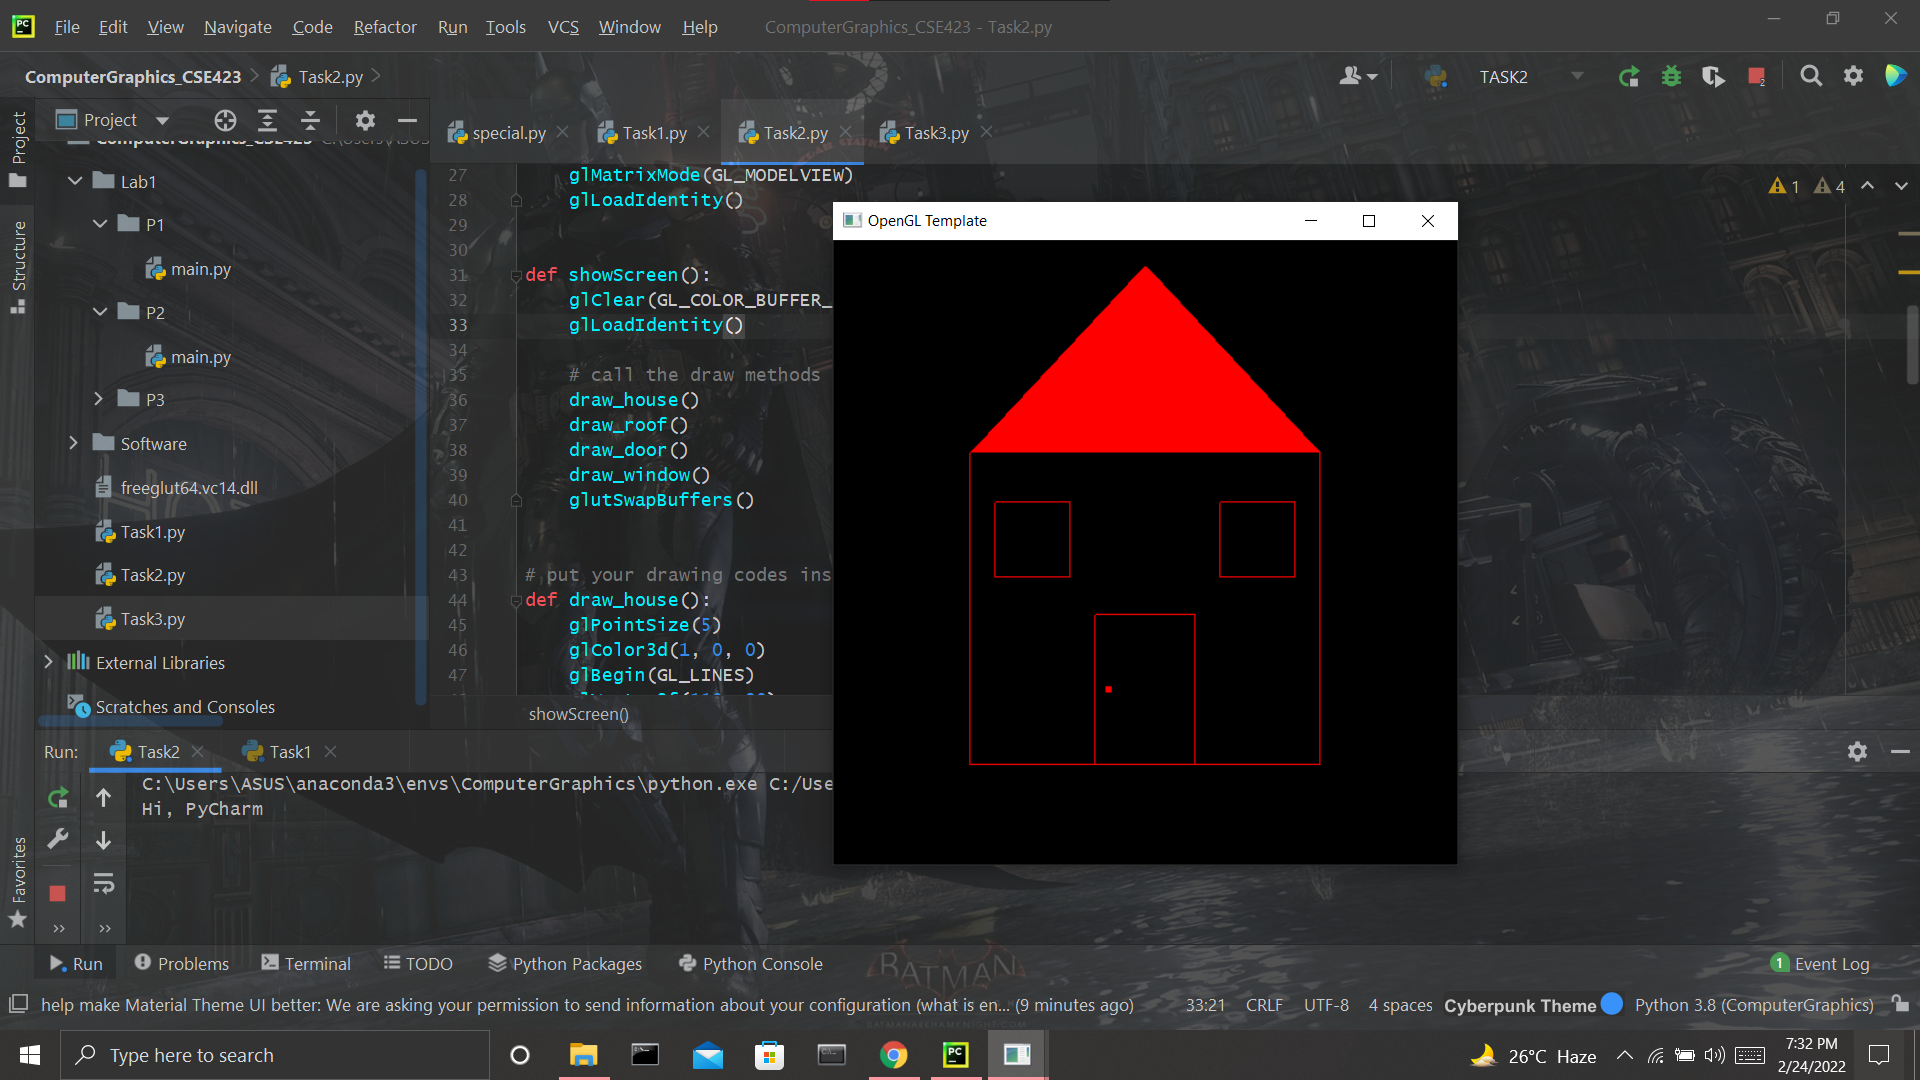 File Edit View Navigate Code Refactor Run Tools VCS Window Help ComputerGraphics_CSE423 - Task2.py
ComputerGraphics_CSE423 Task2.py TASK2
Project
Project
Structure
Favorites
ComputerGraphics_CSE423
Lab1
P1
main.py
P2
main.py
P3
Software
freeglut64.vc14.dll
Task1.py
Task2.py
Task3.py
External Libraries
Scratches and Consoles
special.py Task1.py Task2.py Task3.py
1 4
27 glMatrixMode(GL_MODELVIEW)
28 glLoadIdentity()
29
30
31 def showScreen():
32 glClear(GL_COLOR_BUFFER_
33 glLoadIdentity()
34
35 # call the draw methods
36 draw_house()
37 draw_roof()
38 draw_door()
39 draw_window()
40 glutSwapBuffers()
41
42
43 # put your drawing codes ins
44 def draw_house():
45 glPointSize(5)
46 glColor3d(1, 0, 0)
47 glBegin(GL_LINES)
showScreen()
OpenGL Template
Run: Task2 Task1
C:\Users\ASUS\anaconda3\envs\ComputerGraphics\python.exe C:/Use
Hi, PyCharm
BATMAN
Run Problems Terminal TODO Python Packages Python Console 1 Event Log
help make Material Theme UI better: We are asking your permission to send information about your configuration (what is en... (9 minutes ago) 33:21 CRLF UTF-8 4 spaces Cyberpunk Theme Python 3.8 (ComputerGraphics)
Type here to search
26°C Haze
7:32 PM
2/24/2022